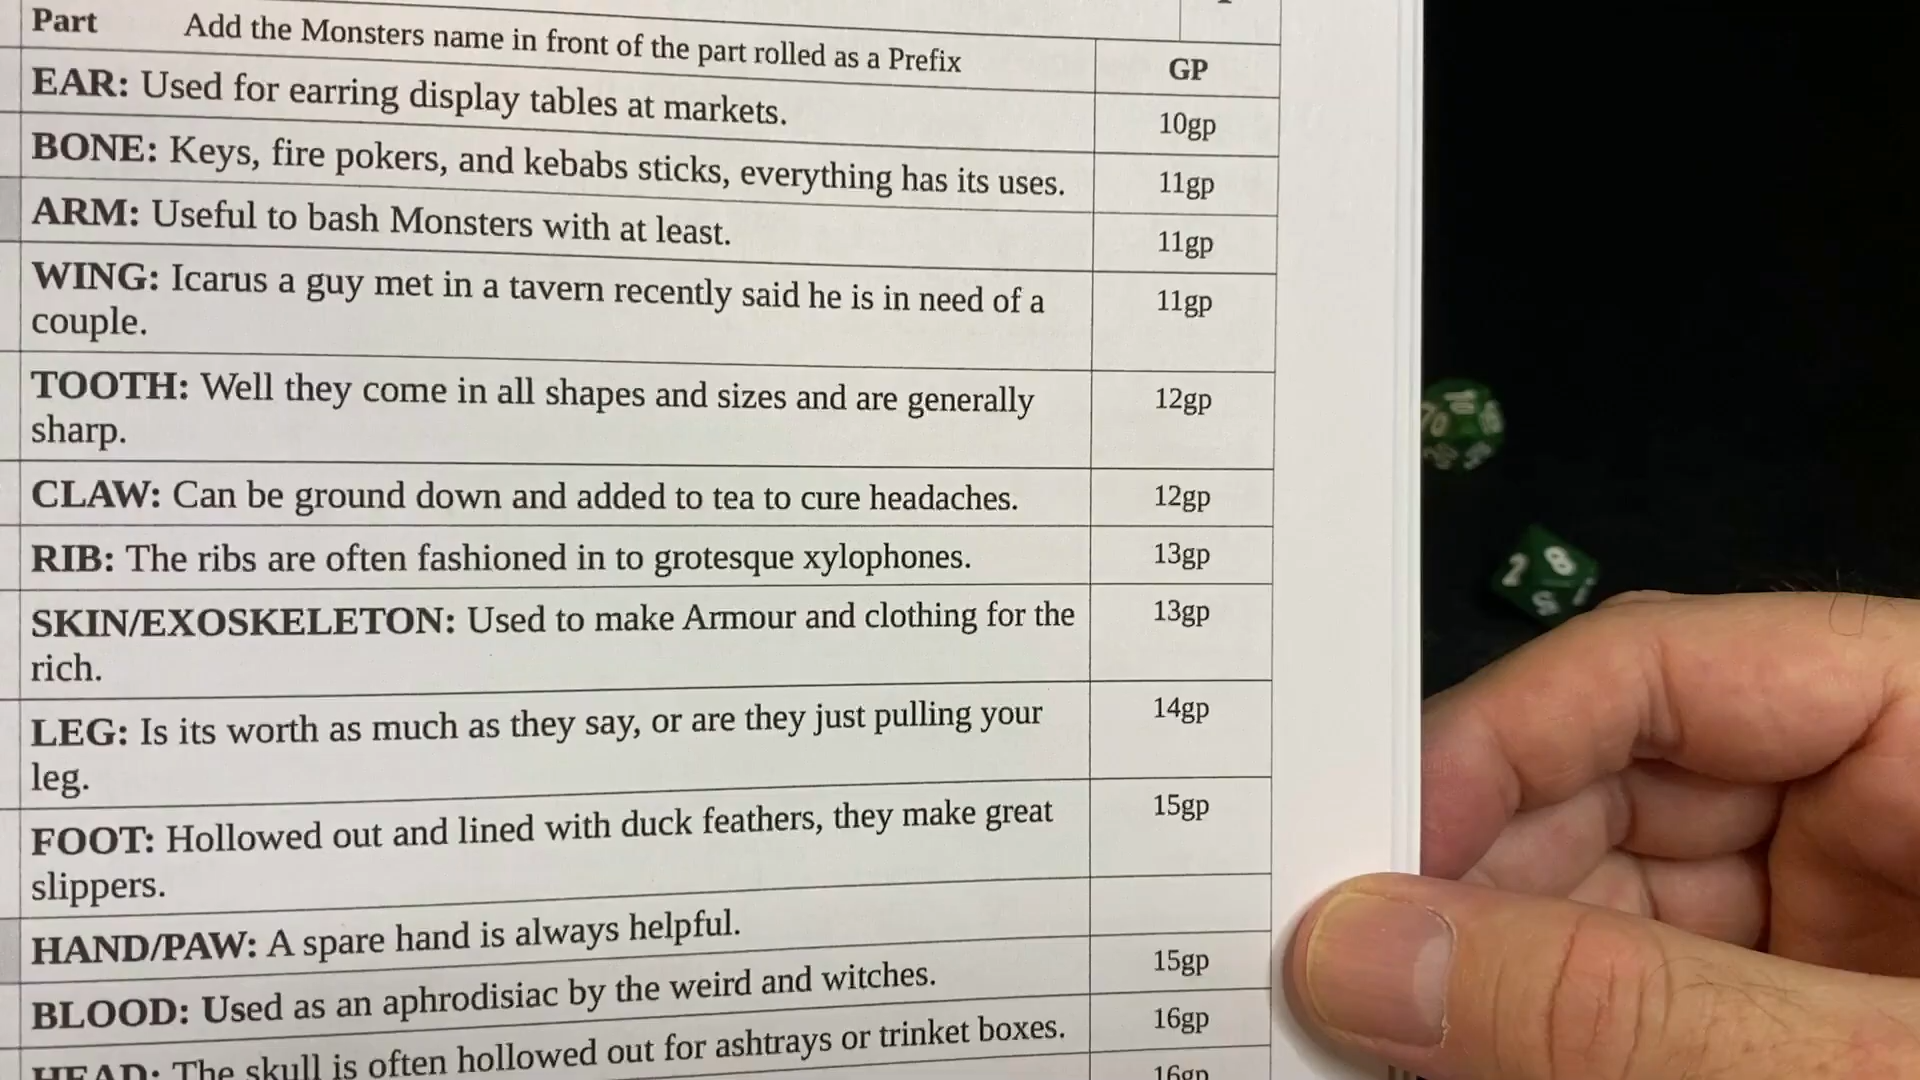 Part Add the Monsters name in front of the part rolled as a Prefix GP
EAR: Used for earring display tables at markets. 10gp
BONE: Keys, fire pokers, and kebabs sticks, everything has its uses. 11gp
ARM: Useful to bash Monsters with at least. 11gp
WING: Icarus a guy met in a tavern recently said he is in need of a 11gp
couple.
TOOTH: Well they come in all shapes and sizes and are generally 12gp
sharp.
CLAW: Can be ground down and added to tea to cure headaches. 12gp
RIB: The ribs are often fashioned in to grotesque xylophones. 13gp
SKIN/EXOSKELETON: Used to make Armour and clothing for the 13gp
rich.
LEG: Is its worth as much as they say, or are they just pulling your 14gp
leg.
FOOT: Hollowed out and lined with duck feathers, they make great 15gp
slippers.
HAND/PAW: A spare hand is always helpful. 15gp
BLOOD: Used as an aphrodisiac by the weird and witches. 16gp
HEAD: The skull is often hollowed out for ashtrays or trinket boxes. 16gp
2 8